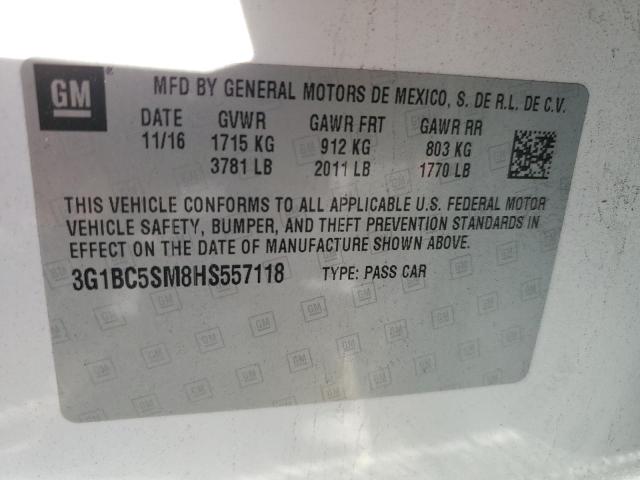 GM
MFD BY GENERAL MOTORS DE MEXICO, S. DE R.L. DE C.V.
DATE GVWR GAWR FRT GAWR RR
11/16 1715 KG 912 KG 803 KG
3781 LB 2011 LB 1770 LB
THIS VEHICLE CONFORMS TO ALL APPLICABLE U.S. FEDERAL MOTOR
VEHICLE SAFETY, BUMPER, AND THEFT PREVENTION STANDARDS IN
EFFECT ON THE DATE OF MANUFACTURE SHOWN ABOVE.
3G1BC5SM8HS557118 TYPE: PASS CAR